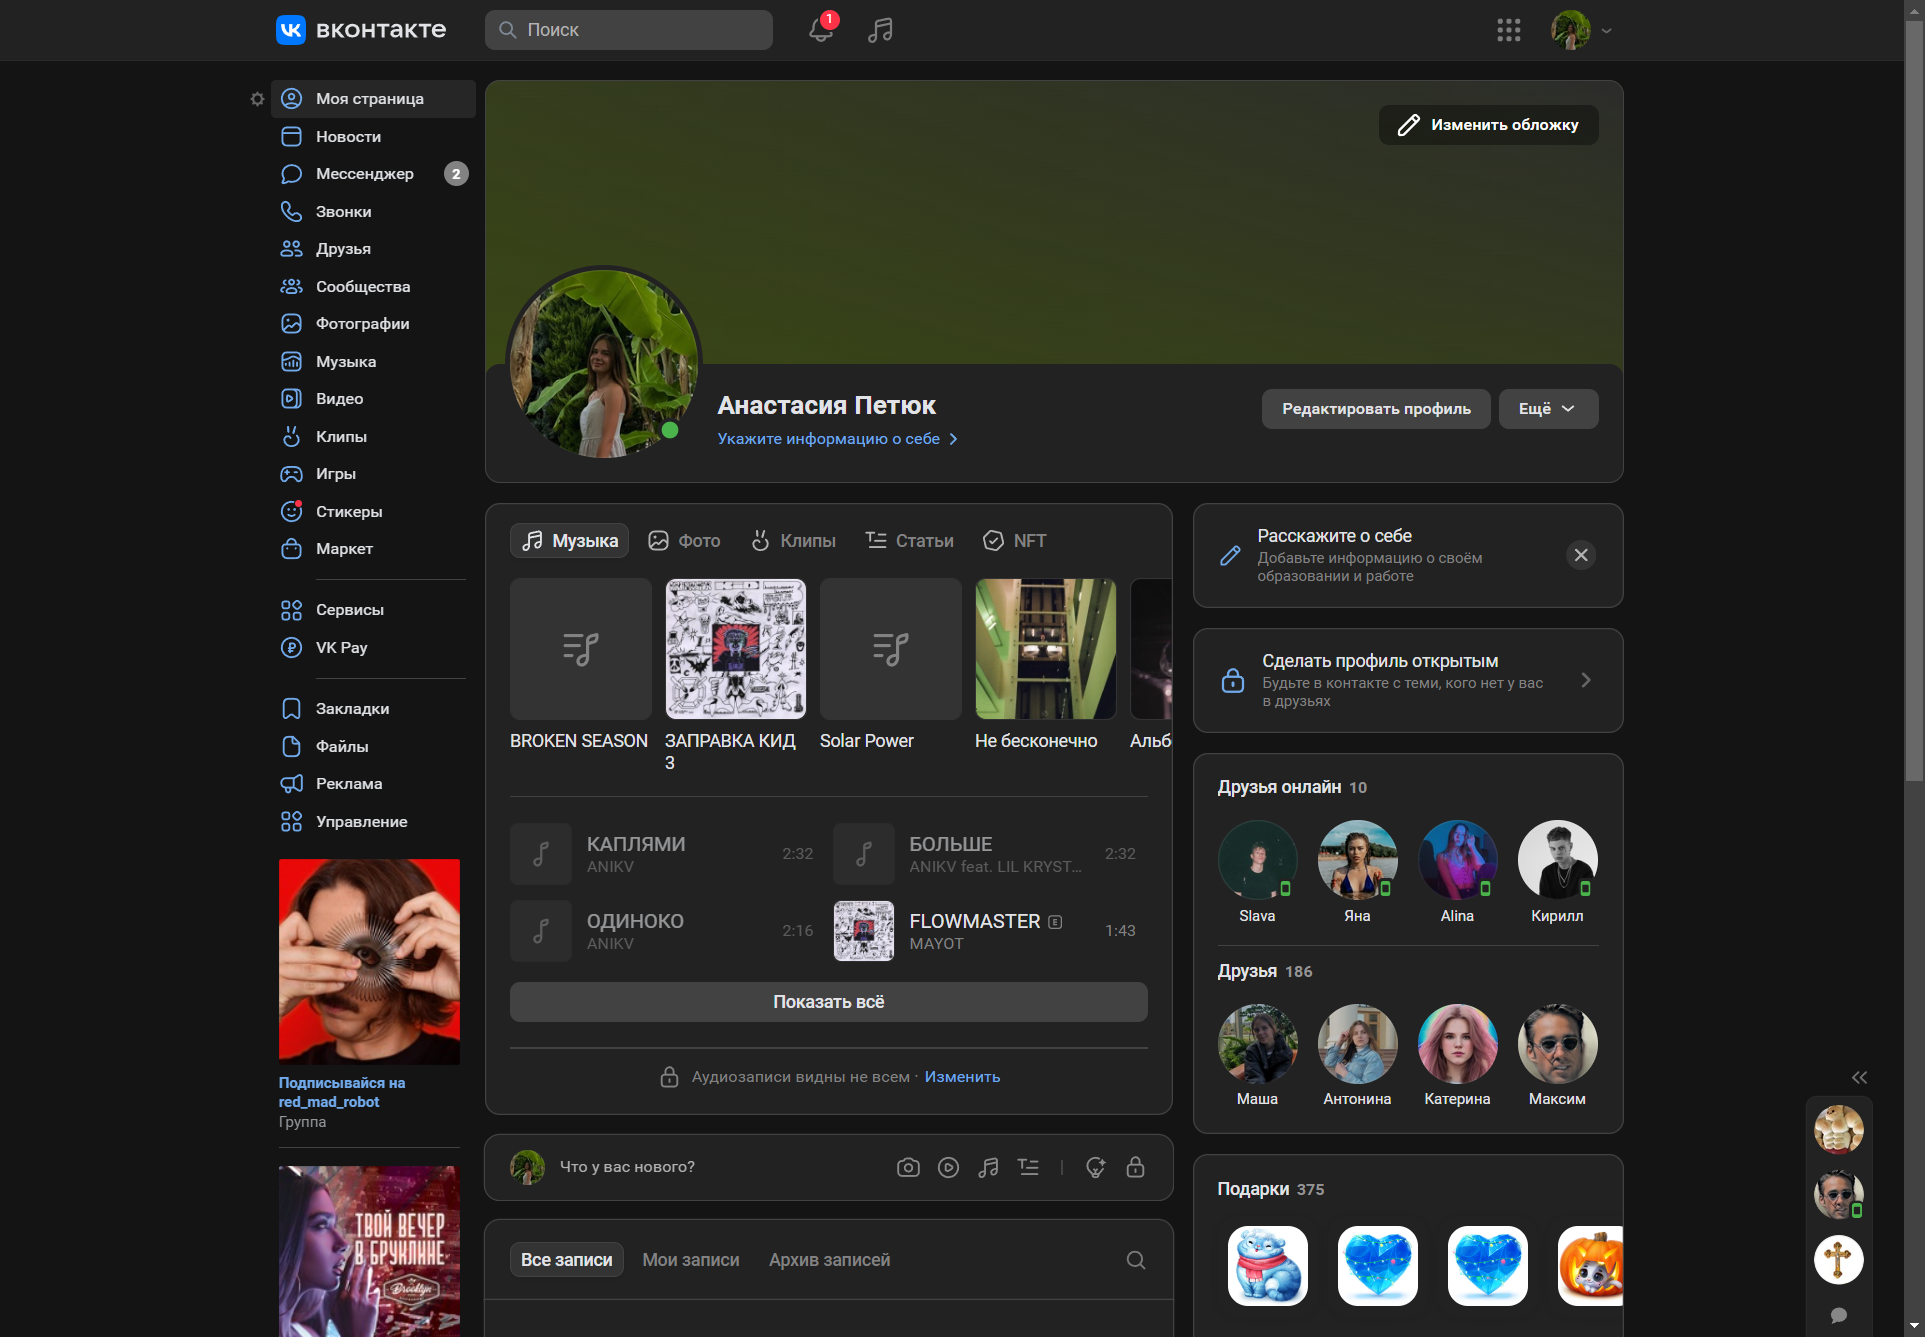 вконтакте
Поиск
1
Моя страница
Новости
Мессенджер 2
Звонки
Друзья
Сообщества
Фотографии
Музыка
Видео
Клипы
Игры
Стикеры
Маркет
Сервисы
VK Pay
Закладки
Файлы
Реклама
Управление
Подписывайся на
red_mad_robot
Группа
ТВОЙ ВЕЧЕР
В БРУКЛИНЕ
Brooklyn
Изменить обложку
Анастасия Петюк
Укажите информацию о себе
Редактировать профиль
Ещё
Музыка
Фото
Клипы
Статьи
NFT
BROKEN SEASON
ЗАПРАВКА КИД
3
Solar Power
Не бесконечно
Альб
КАПЛЯМИ
ANIKV
2:32
БОЛЬШЕ
ANIKV feat. LIL KRYST...
2:32
ОДИНОКО
ANIKV
2:16
FLOWMASTER E
MAYOT
1:43
Показать всё
Аудиозаписи видны не всем · Изменить
Что у вас нового?
Все записи
Мои записи
Архив записей
Расскажите о себе
Добавьте информацию о своём
образовании и работе
Сделать профиль открытым
Будьте в контакте с теми, кого нет у вас
в друзьях
Друзья онлайн 10
Slava
Яна
Alina
Кирилл
Друзья 186
Маша
Антонина
Катерина
Максим
Подарки 375